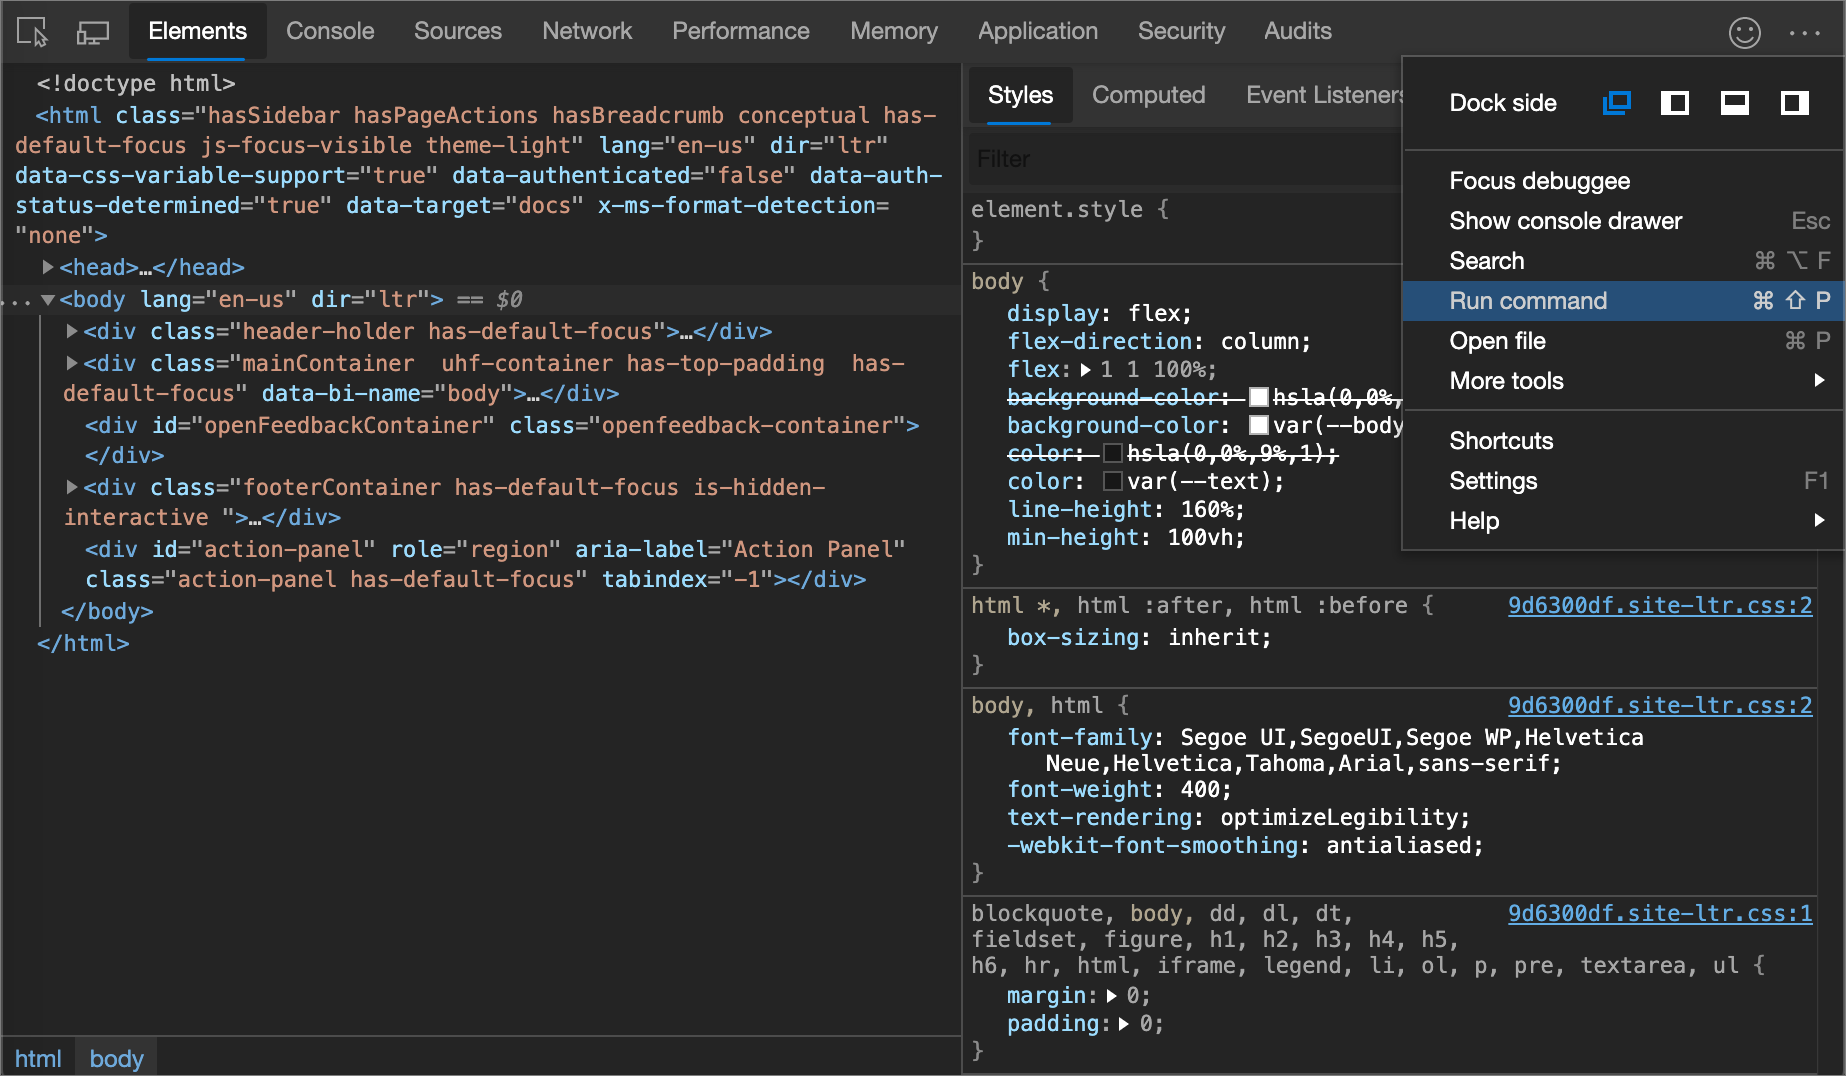 Elements Console Sources Network Performance Memory Application Security Audits
<!doctype html>
<html class="hasSidebar hasPageActions hasBreadcrumb conceptual has-
default-focus js-focus-visible theme-light" lang="en-us" dir="ltr"
data-css-variable-support="true" data-authenticated="false" data-auth-
status-determined="true" data-target="docs" x-ms-format-detection=
"none">
▶<head>…</head>
... ▼<body lang="en-us" dir="ltr"> == $0
▶<div class="header-holder has-default-focus">…</div>
▶<div class="mainContainer  uhf-container has-top-padding  has-
default-focus" data-bi-name="body">…</div>
<div id="openFeedbackContainer" class="openfeedback-container">
</div>
▶<div class="footerContainer has-default-focus is-hidden-
interactive ">…</div>
<div id="action-panel" role="region" aria-label="Action Panel"
class="action-panel has-default-focus" tabindex="-1"></div>
</body>
</html>
html body
Styles Computed Event Listeners
Filter
element.style {
}
body {
display: flex;
flex-direction: column;
flex: ▶ 1 1 100%;
background-color: hsla(0,0%,
background-color: var(--body
color: hsla(0,0%,9%,1);
color: var(--text);
line-height: 160%;
min-height: 100vh;
}
html *, html :after, html :before { 9d6300df.site-ltr.css:2
box-sizing: inherit;
}
body, html { 9d6300df.site-ltr.css:2
font-family: Segoe UI,SegoeUI,Segoe WP,Helvetica
Neue,Helvetica,Tahoma,Arial,sans-serif;
font-weight: 400;
text-rendering: optimizeLegibility;
-webkit-font-smoothing: antialiased;
}
blockquote, body, dd, dl, dt, 9d6300df.site-ltr.css:1
fieldset, figure, h1, h2, h3, h4, h5,
h6, hr, html, iframe, legend, li, ol, p, pre, textarea, ul {
margin: ▶ 0;
padding: ▶ 0;
}
Dock side
Focus debuggee
Show console drawer Esc
Search ⌘ ⌥ F
Run command ⌘ ⇧ P
Open file ⌘ P
More tools ▶
Shortcuts
Settings F1
Help ▶